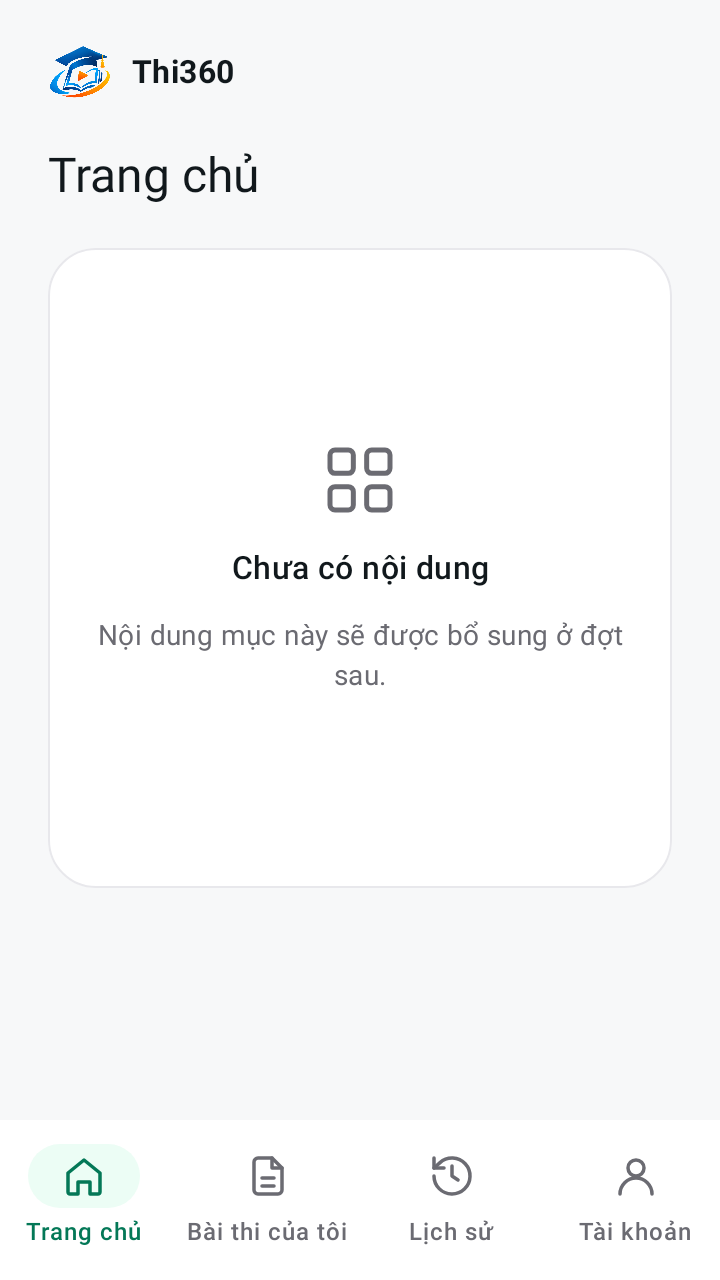 Thi360
Trang chủ
Chưa có nội dung
Nội dung mục này sẽ được bổ sung ở đợt
sau.
Trang chủ
Bài thi của tôi
Lịch sử
Tài khoản